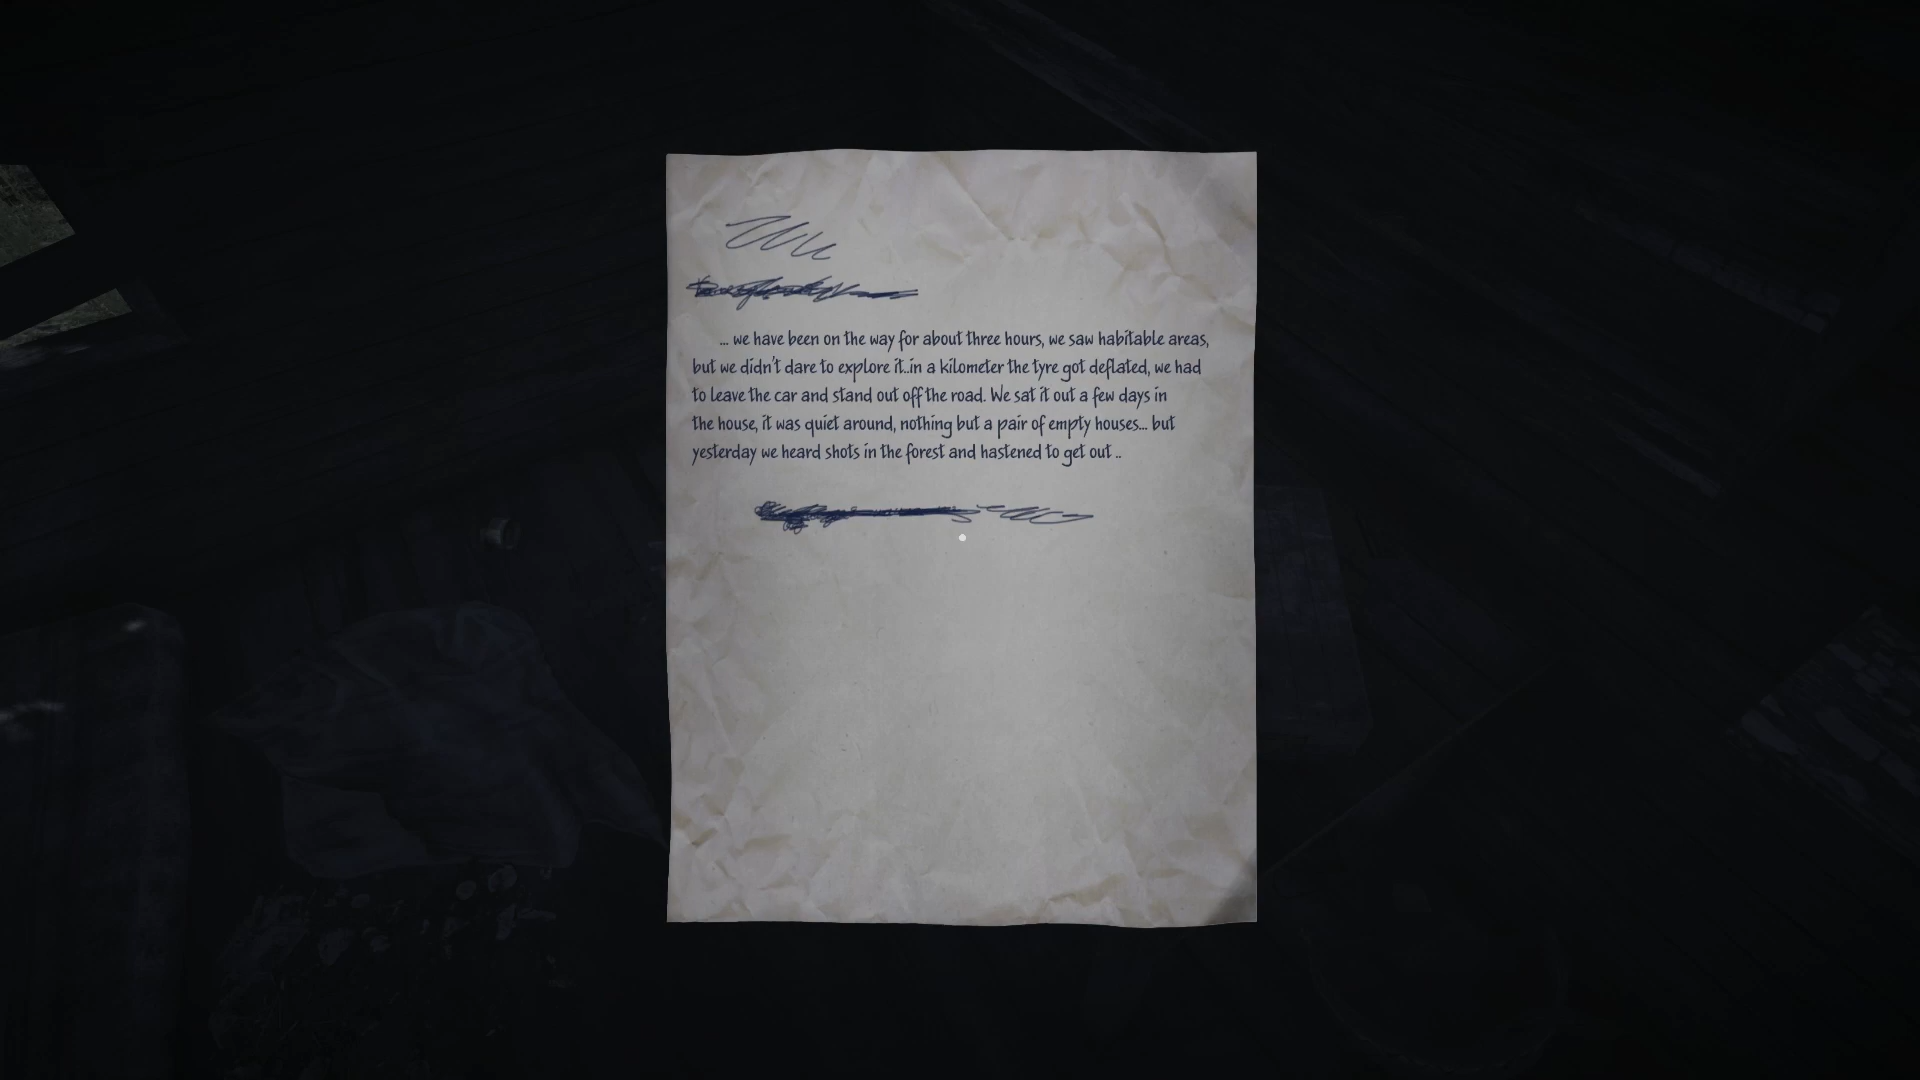 ... we have been on the way for about three hours, we saw habitable areas,
but we didn't dare to explore it..in a kilometer the tyre got deflated, we had
to leave the car and stand out off the road. We sat it out a few days in
the house, it was quiet around, nothing but a pair of empty houses... but
yesterday we heard shots in the forest and hastened to get out ..